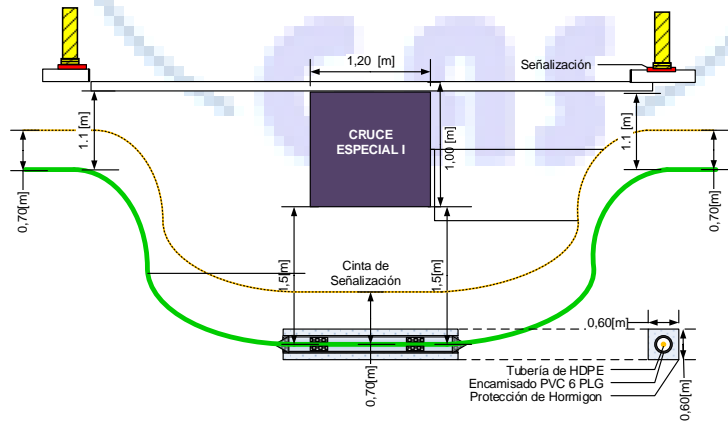 cns
1,20 [m]
Señalización
1.1 [m]
CRUCE
ESPECIAL I
1,00 [m]
1.1 [m]
0,70[m]
0,70[m]
1,5[m]
Cinta de
Señalización
1,5[m]
0,60[m]
0,70[m]
Tubería de HDPE
Encamisado PVC 6 PLG
Protección de Hormigon
0,60[m]